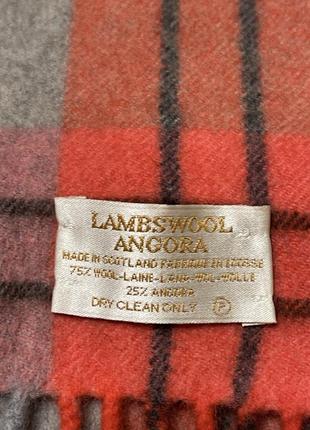 LAMBSWOOL
ANGORA
MADE IN SCOTLAND FABRIQUE EN ECOSSE
75% WOOL-LAINE-LANA-WOL-WOLLE
25% ANGORA
DRY CLEAN ONLY P